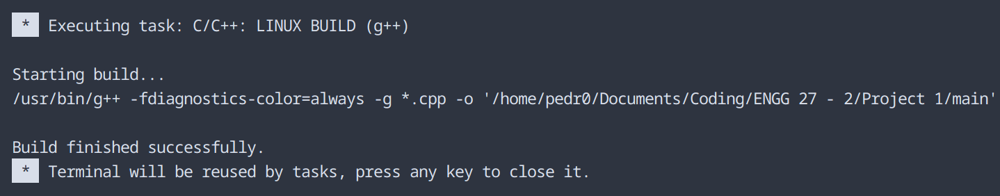 * Executing task: C/C++: LINUX BUILD (g++)
Starting build...
/usr/bin/g++ -fdiagnostics-color=always -g *.cpp -o '/home/pedr0/Documents/Coding/ENGG 27 - 2/Project 1/main'
Build finished successfully.
* Terminal will be reused by tasks, press any key to close it.